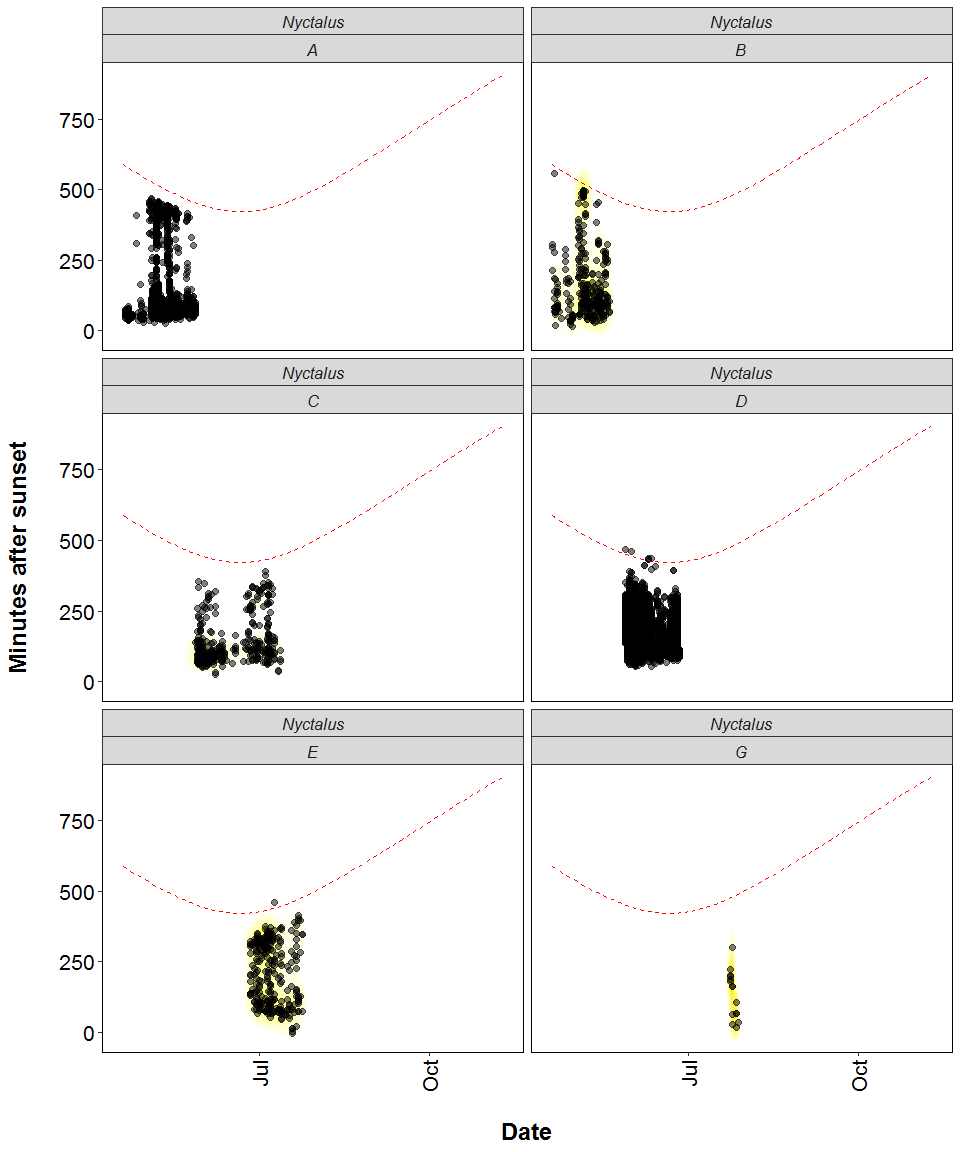 Nyctalus
A
Nyctalus
B
750
500
250
0
Nyctalus
C
Nyctalus
D
750
500
250
0
Minutes after sunset
Nyctalus
E
Nyctalus
G
750
500
250
0
Jul
Oct
Jul
Oct
Date